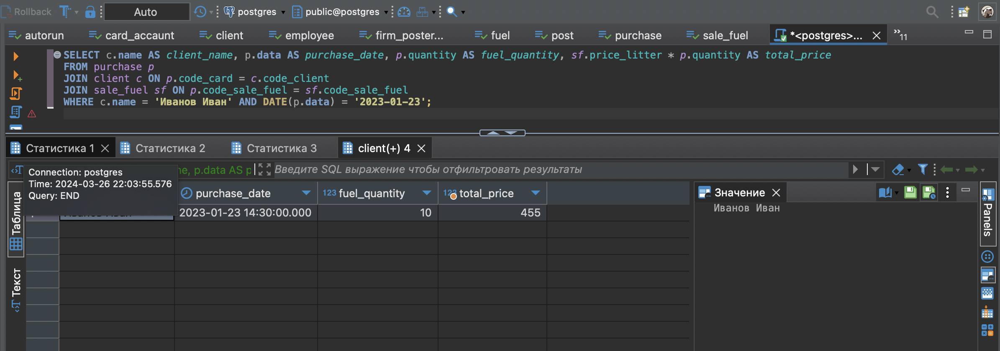 Rollback Auto postgres public@postgres
autorun card_accaunt client employee firm_poster... fuel post purchase sale_fuel *<postgres>... 11
SELECT c.name AS client_name, p.data AS purchase_date, p.quantity AS fuel_quantity, sf.price_litter * p.quantity AS total_price
FROM purchase p
JOIN client c ON p.code_card = c.code_client
JOIN sale_fuel sf ON p.code_sale_fuel = sf.code_sale_fuel
WHERE c.name = 'Иванов Иван' AND DATE(p.data) = '2023-01-23';
Статистика 1 Статистика 2 Статистика 3 client(+) 4
ne, p.data AS p Введите SQL выражение чтобы отфильтровать результаты
Connection: postgres
Time: 2024-03-26 22:03:55.576
Query: END
Таблица
Текст
purchase_date 123 fuel_quantity 123 total_price
2023-01-23 14:30:00.000 10 455
Значение
Иванов Иван
Panels